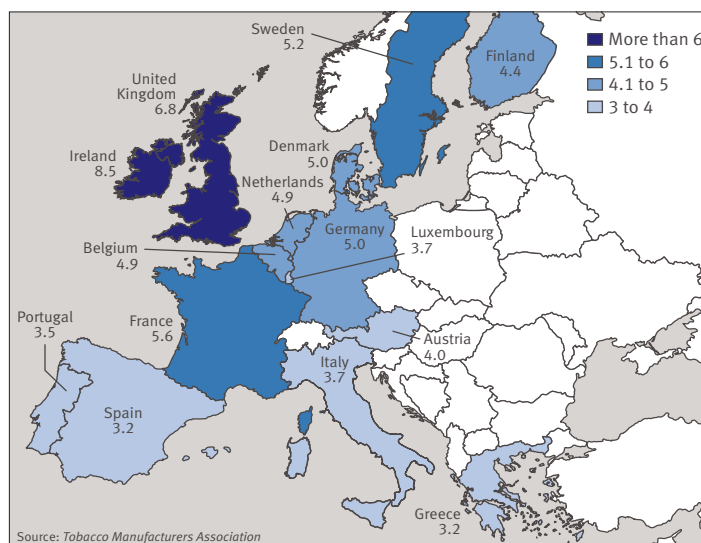 Sweden
5.2
Finland
4.4
More than 6
5.1 to 6
4.1 to 5
3 to 4
United
Kingdom
6.8
Ireland
8.5
Denmark
5.0
Netherlands
4.9
Germany
5.0
Luxembourg
3.7
Belgium
4.9
Portugal
3.5
France
5.6
Austria
4.0
Italy
3.7
Spain
3.2
Greece
3.2
Source: Tobacco Manufacturers Association